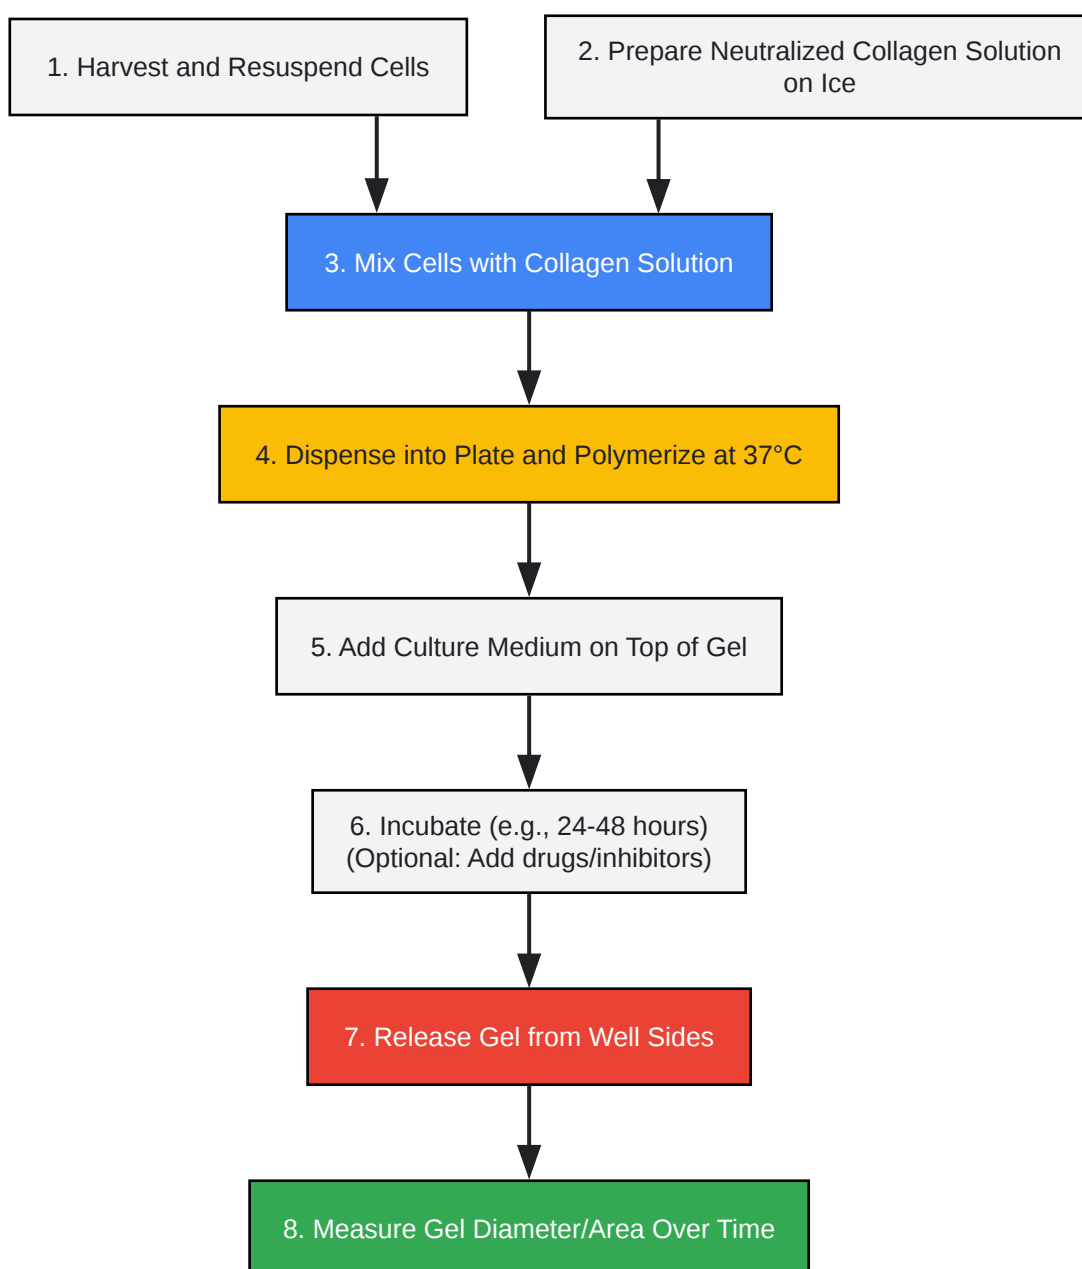 1. Harvest and Resuspend Cells
2. Prepare Neutralized Collagen Solution
on Ice
3. Mix Cells with Collagen Solution
4. Dispense into Plate and Polymerize at 37°C
5. Add Culture Medium on Top of Gel
6. Incubate (e.g., 24-48 hours)
(Optional: Add drugs/inhibitors)
7. Release Gel from Well Sides
8. Measure Gel Diameter/Area Over Time